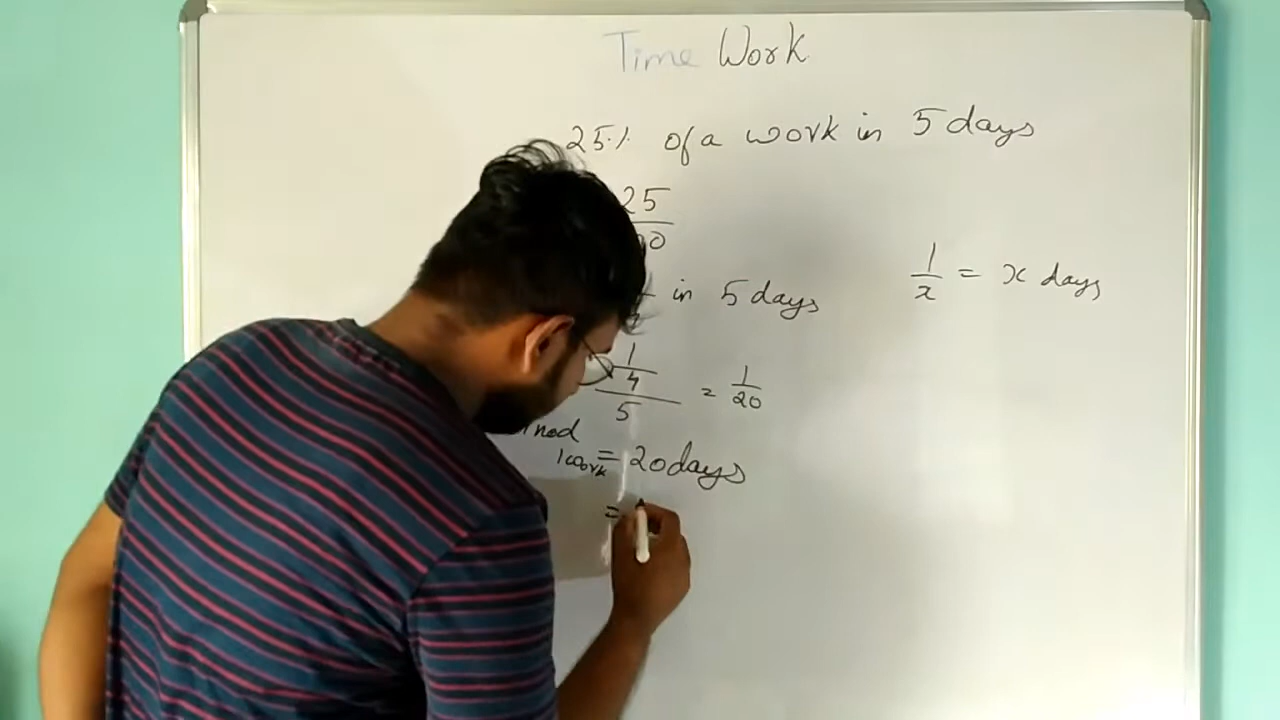 Time Work
25% of a work in 5 days
25
1/x = x days
in 5 days
1/4
5
= 1/20
1 work = 20 days
=